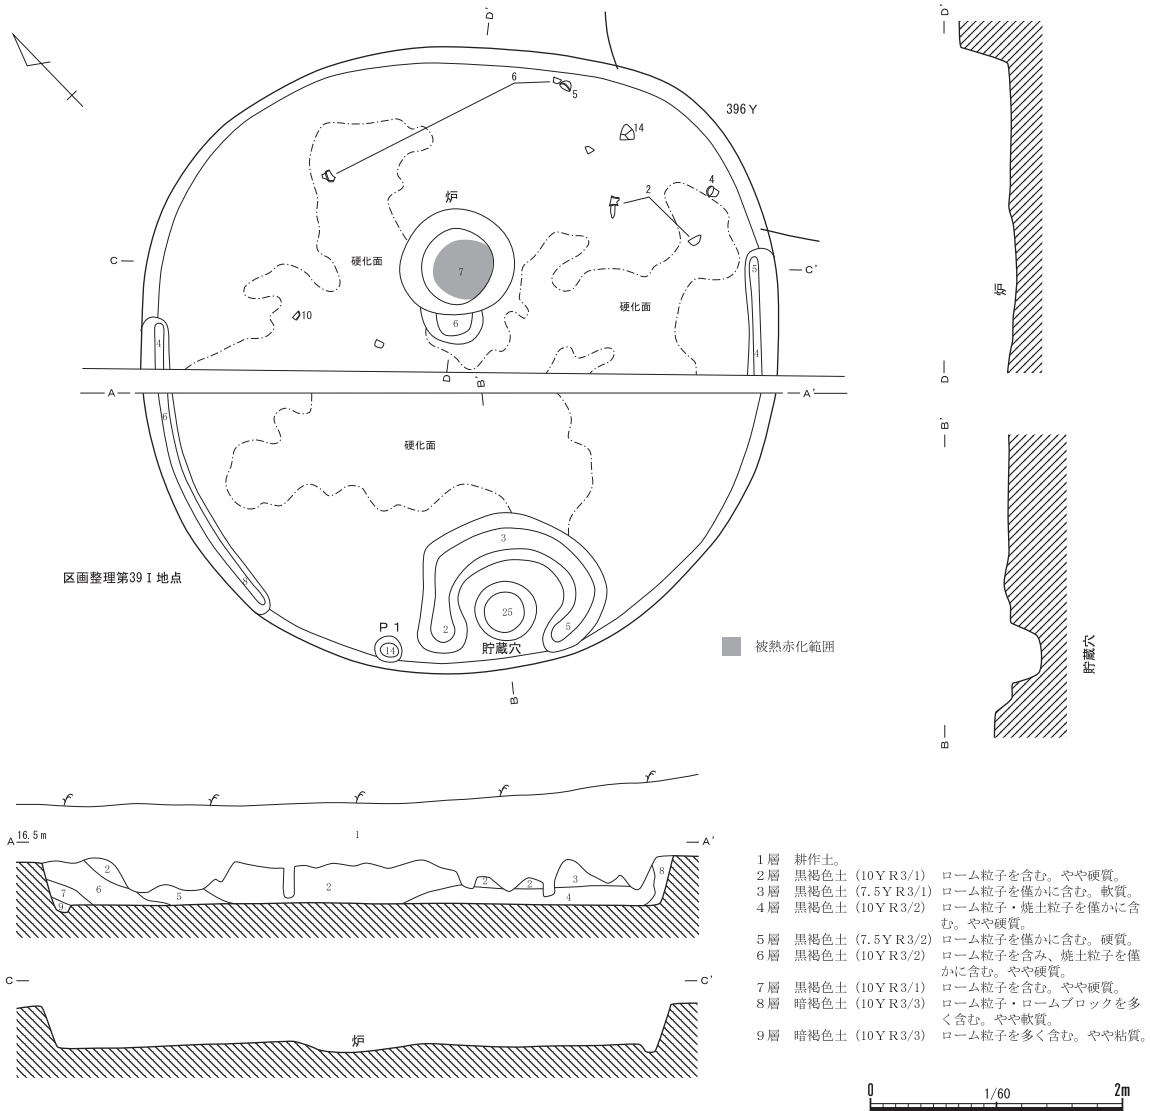 D'
D'
6
5
396Y
14
2
4
炉
C
C'
硬化面
7
5
10
硬化面
6
炉
4
4
D
B'
D
A
A'
6
硬化面
B'
3
区画整理第39Ⅰ地点
8
25
P1
2
5
14
貯蔵穴
被熱赤化範囲
貯蔵穴
B
B
A 16.5m
1
A'
2
6
7
9
5
2
2
2
3
4
8
C
C'
炉
1層 耕作土。
2層 黒褐色土(10YR3/1) ローム粒子を含む。やや硬質。
3層 黒褐色土(7.5YR3/1) ローム粒子を僅かに含む。軟質。
4層 黒褐色土(10YR3/2) ローム粒子・焼土粒子を僅かに含
む。やや硬質。
5層 黒褐色土(7.5YR3/2) ローム粒子を僅かに含む。硬質。
6層 黒褐色土(10YR3/2) ローム粒子を含み、焼土粒子を僅
かに含む。やや硬質。
7層 黒褐色土(10YR3/1) ローム粒子を含む。やや硬質。
8層 暗褐色土(10YR3/3) ローム粒子・ロームブロックを多
く含む。やや軟質。
9層 暗褐色土(10YR3/3) ローム粒子を多く含む。やや粘質。
0 1/60 2m